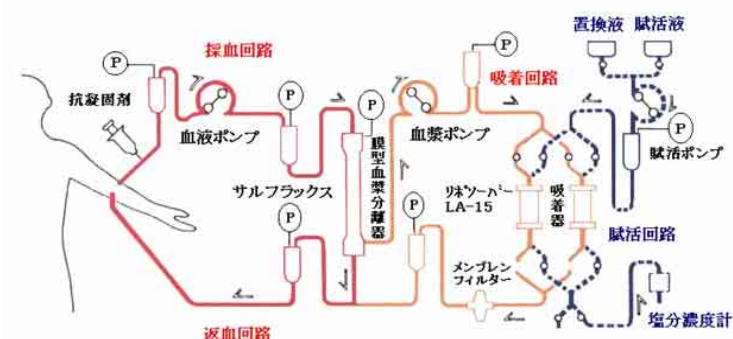 置換液 賦活液
採血回路
P
P
吸着回路
P
抗凝固剤
P
P
血液ポンプ
血漿ポンプ
P
賦活ポンプ
膜型血漿分離器
サルフラックス
リポソーバー
LA-15
吸着器
P
P
賦活回路
メンブレン
フィルター
塩分濃度計
返血回路